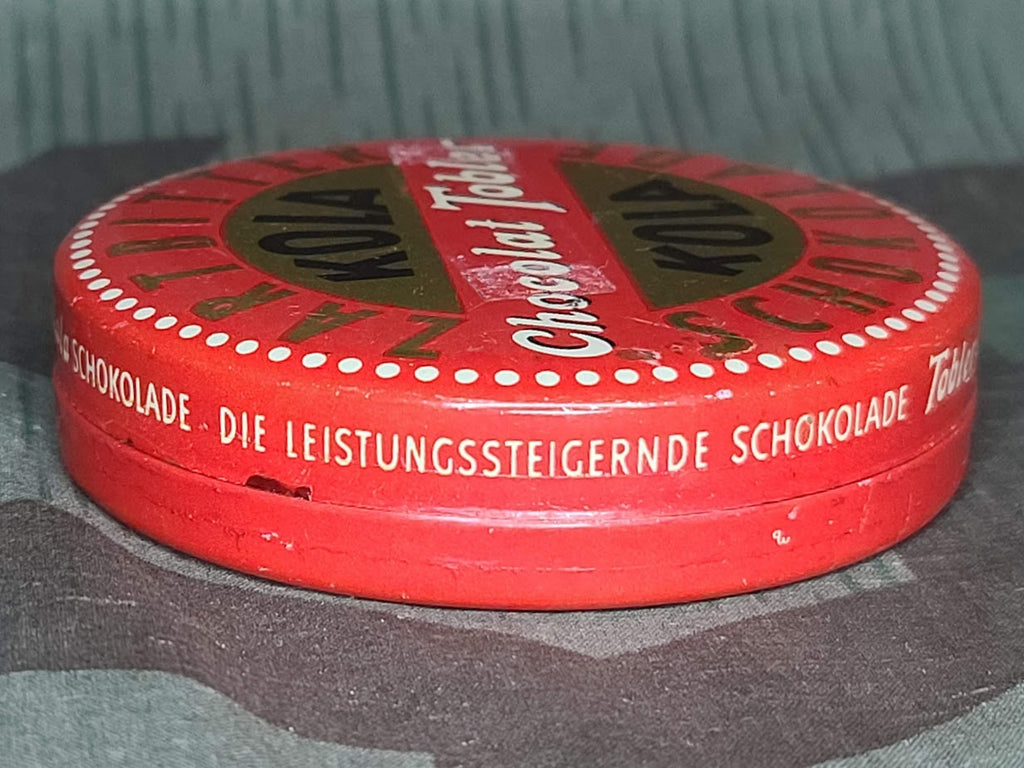 ZARTBITTER
KOLA
Chocolat Tobler
KOLA
SCHOKOLADE
SCHOKOLADE · DIE LEISTUNGSSTEIGERNDE SCHOKOLADE Tobler